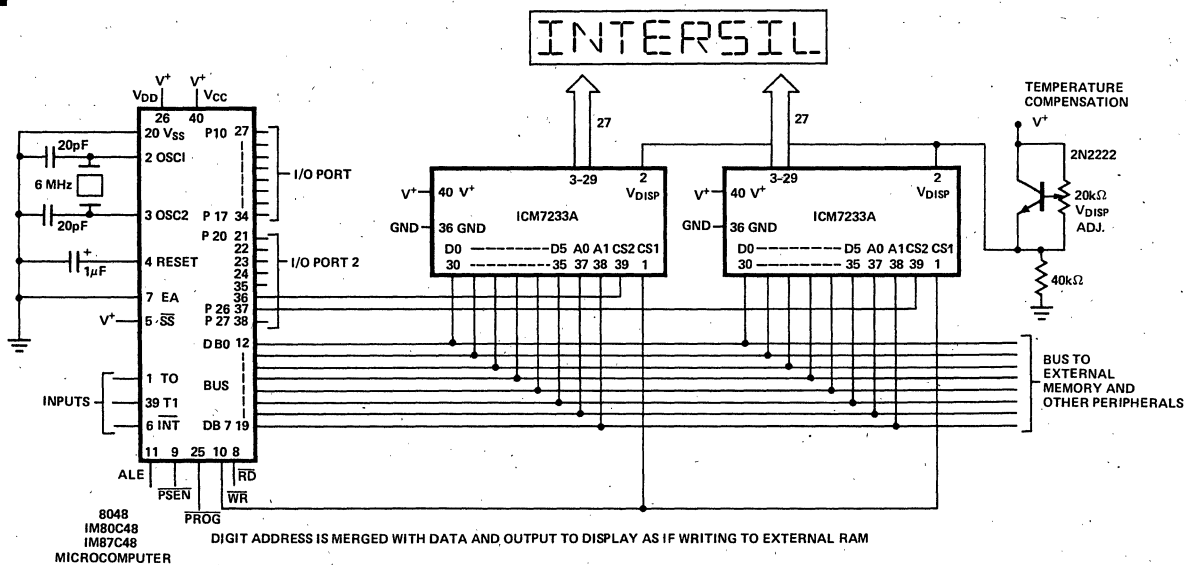 INTERSIL
V+ V+
VDD VCC
26 40
20 VSS P10 27
20pF
2 OSCI
6 MHz
I/O PORT
3 OSC2 P 17 34
20pF
P 20 21
22
4 RESET 23
+
1μF
24
I/O PORT 2
35
7 EA 36
P 26 37
V+ 5 SS P 27 38
DB0 12
1 TO BUS
INPUTS 39 T1
6 INT DB 7 19
11 9 25 10 8
ALE PSEN PROG WR RD
8048
IM80C48
IM87C48
MICROCOMPUTER
27 27
3-29 2
V+ 40 V+ VDISP
ICM7233A
GND 36 GND
D0 D5 A0 A1 CS2 CS1
30 35 37 38 39 1
3-29 2
V+ 40 V+ VDISP
ICM7233A
GND 36 GND
D0 D5 A0 A1 CS2 CS1
30 35 37 38 39 1
TEMPERATURE
COMPENSATION
V+
2N2222
20kΩ
VDISP
ADJ.
40kΩ
BUS TO
EXTERNAL
MEMORY AND
OTHER PERIPHERALS
DIGIT ADDRESS IS MERGED WITH DATA AND OUTPUT TO DISPLAY AS IF WRITING TO EXTERNAL RAM